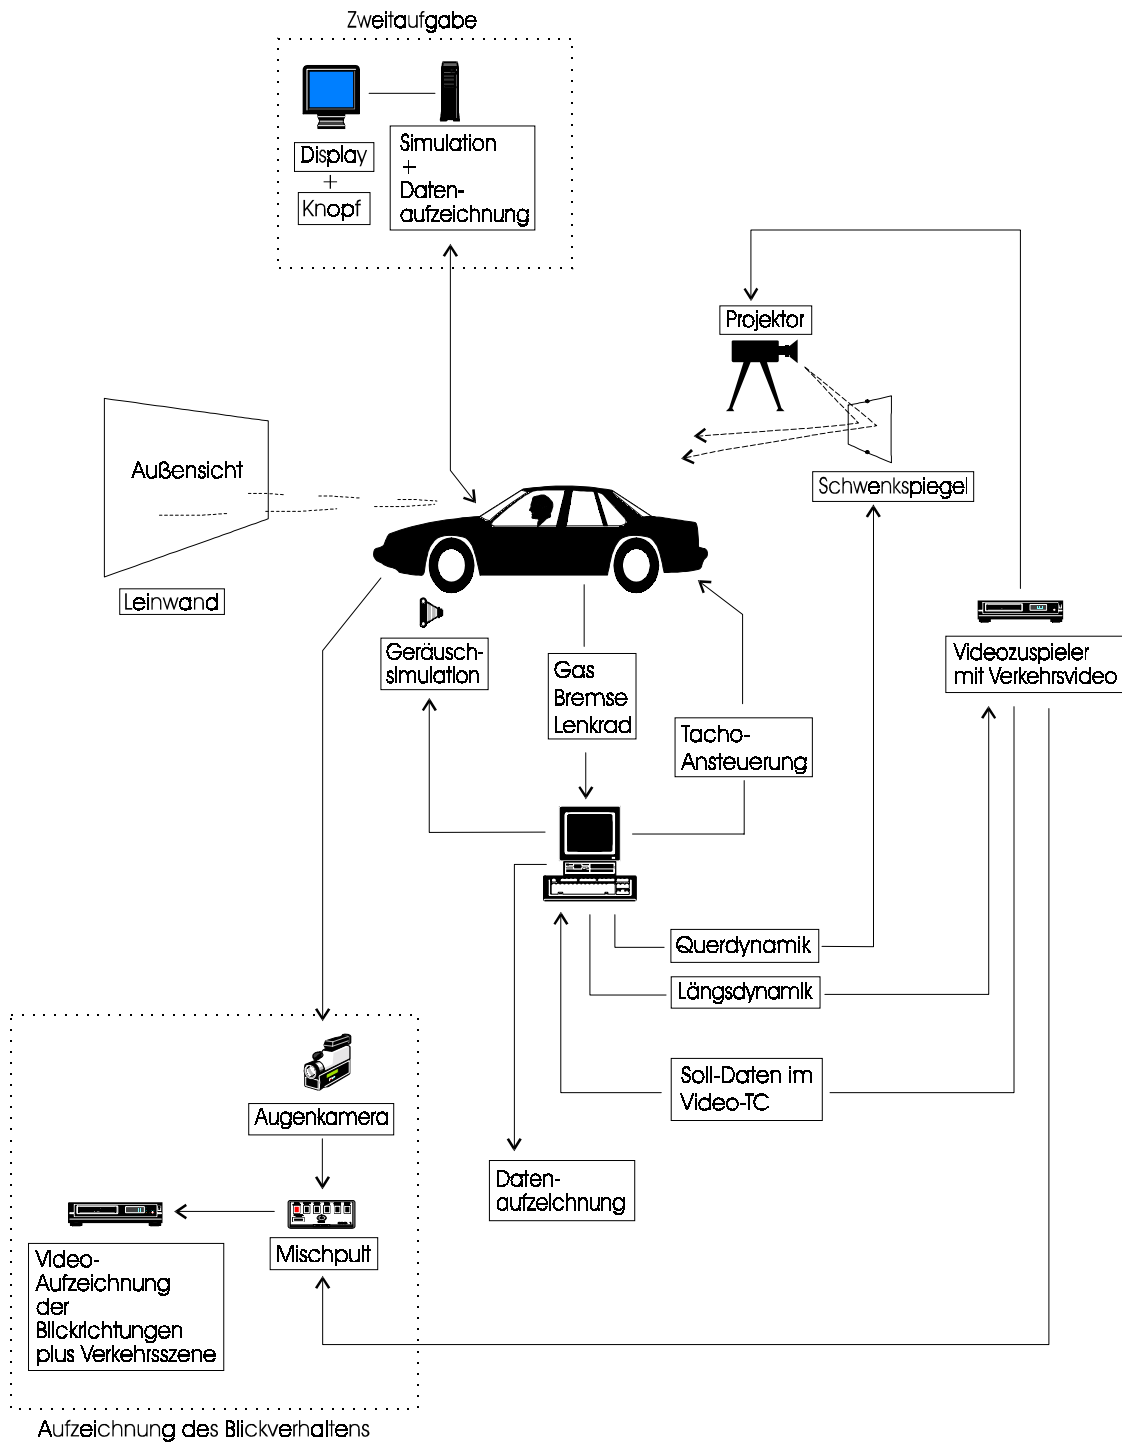 Zweitaufgabe
Display
+
Knopf
Simulation
+
Daten-
aufzeichnung
Projektor
Schwenkspiegel
Außensicht
Leinwand
Geräusch-
simulation
Gas
Bremse
Lenkrad
Tacho-
Ansteuerung
Videozuspieler
mit Verkehrsvideo
Querdynamik
Längsdynamik
Soll-Daten im
Video-TC
Daten-
aufzeichnung
Augenkamera
Mischpult
Video-
Aufzeichnung
der
Blickrichtungen
plus Verkehrsszene
Aufzeichnung des Blickverhaltens